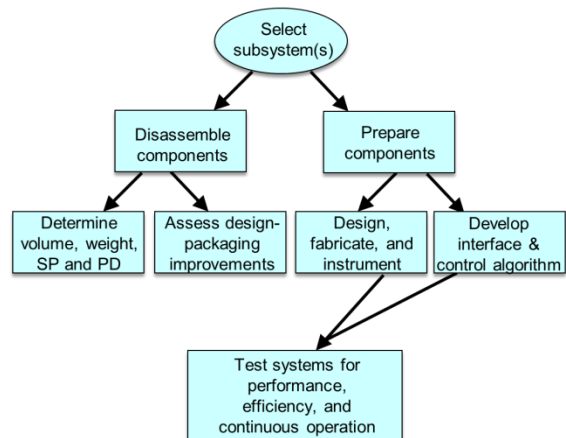 Select
subsystem(s)
Disassemble
components
Prepare
components
Determine
volume, weight,
SP and PD
Assess design-
packaging
improvements
Design,
fabricate, and
instrument
Develop
interface &
control algorithm
Test systems for
performance,
efficiency, and
continuous operation